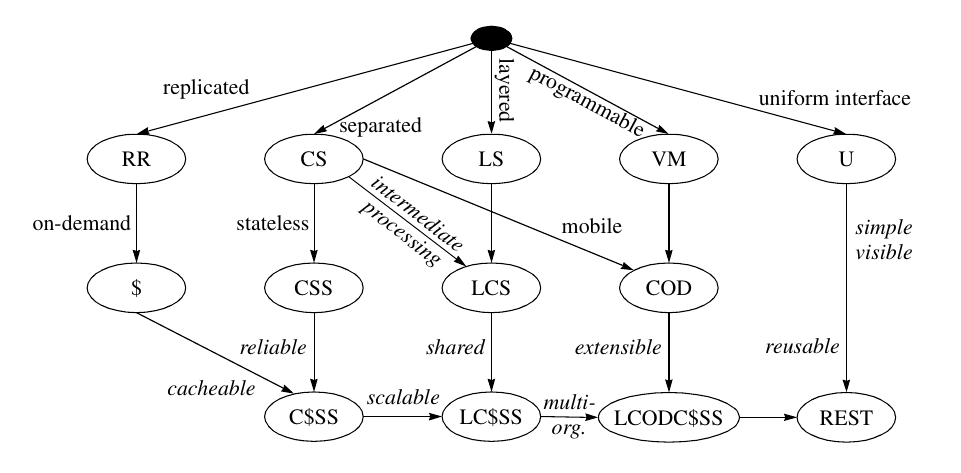 replicated
separated
layered
programmable
uniform interface
RR
CS
LS
VM
U
on-demand
stateless
intermediate
processing
mobile
simple
visible
$
CSS
LCS
COD
cacheable
reliable
shared
extensible
reusable
C$SS
scalable
LC$SS
multi-
org.
LCODC$SS
REST